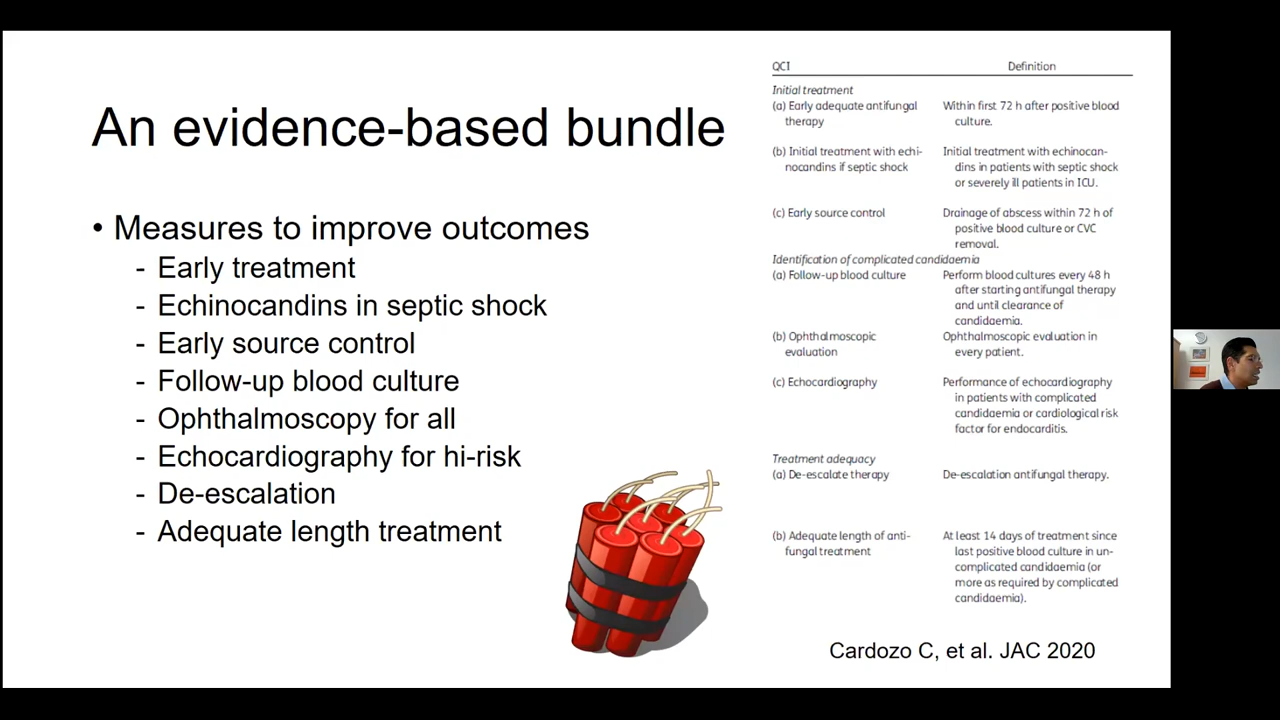 An evidence-based bundle
• Measures to improve outcomes
- Early treatment
- Echinocandins in septic shock
- Early source control
- Follow-up blood culture
- Ophthalmoscopy for all
- Echocardiography for hi-risk
- De-escalation
- Adequate length treatment
QCI Definition
Initial treatment
(a) Early adequate antifungal Within first 72 h after positive blood
therapy culture.
(b) Initial treatment with echi- Initial treatment with echinocan-
nocandins if septic shock dins in patients with septic shock
or severely ill patients in ICU.
(c) Early source control Drainage of abscess within 72 h of
positive blood culture or CVC
removal.
Identification of complicated candidaemia
(a) Follow-up blood culture Perform blood cultures every 48 h
after starting antifungal therapy
and until clearance of
candidaemia.
(b) Ophthalmoscopic Ophthalmoscopic evaluation in
evaluation every patient.
(c) Echocardiography Performance of echocardiography
in patients with complicated
candidaemia or cardiological risk
factor for endocarditis.
Treatment adequacy
(a) De-escalate therapy De-escalation antifungal therapy.
(b) Adequate length of anti- At least 14 days of treatment since
fungal treatment last positive blood culture in un-
complicated candidaemia (or
more as required by complicated
candidaemia).
Cardozo C, et al. JAC 2020